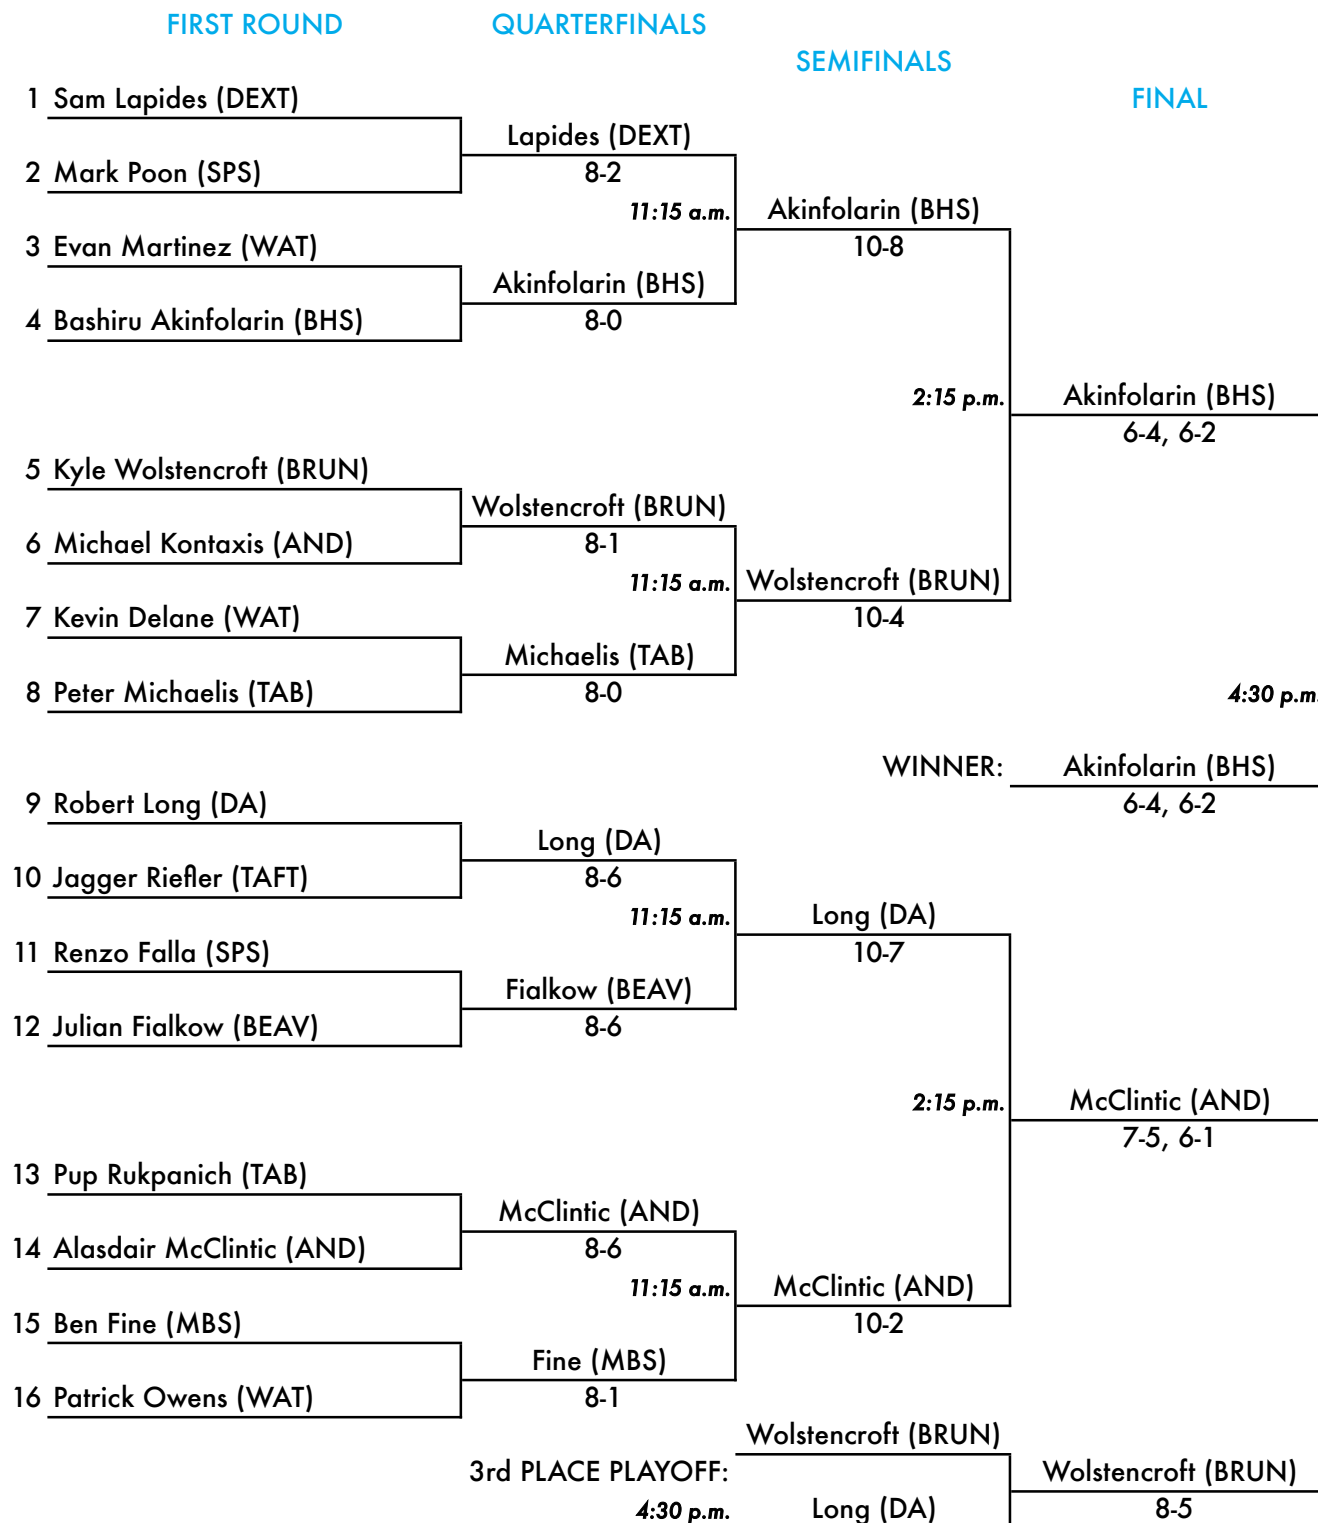 FIRST ROUND QUARTERFINALS
SEMIFINALS
FINAL
1 Sam Lapides (DEXT)
Lapides (DEXT)
8-2
2 Mark Poon (SPS)
11:15 a.m.
Akinfolarin (BHS)
10-8
3 Evan Martinez (WAT)
Akinfolarin (BHS)
8-0
4 Bashiru Akinfolarin (BHS)
2:15 p.m.
Akinfolarin (BHS)
6-4, 6-2
5 Kyle Wolstencroft (BRUN)
Wolstencroft (BRUN)
8-1
6 Michael Kontaxis (AND)
11:15 a.m.
Wolstencroft (BRUN)
10-4
7 Kevin Delane (WAT)
Michaelis (TAB)
8-0
8 Peter Michaelis (TAB)
4:30 p.m.
WINNER: Akinfolarin (BHS)
6-4, 6-2
9 Robert Long (DA)
Long (DA)
8-6
10 Jagger Riefler (TAFT)
11:15 a.m.
Long (DA)
10-7
11 Renzo Falla (SPS)
Fialkow (BEAV)
8-6
12 Julian Fialkow (BEAV)
2:15 p.m.
McClintic (AND)
7-5, 6-1
13 Pup Rukpanich (TAB)
McClintic (AND)
8-6
14 Alasdair McClintic (AND)
11:15 a.m.
McClintic (AND)
10-2
15 Ben Fine (MBS)
Fine (MBS)
8-1
16 Patrick Owens (WAT)
Wolstencroft (BRUN)
3rd PLACE PLAYOFF:
Wolstencroft (BRUN)
4:30 p.m.
Long (DA)
8-5